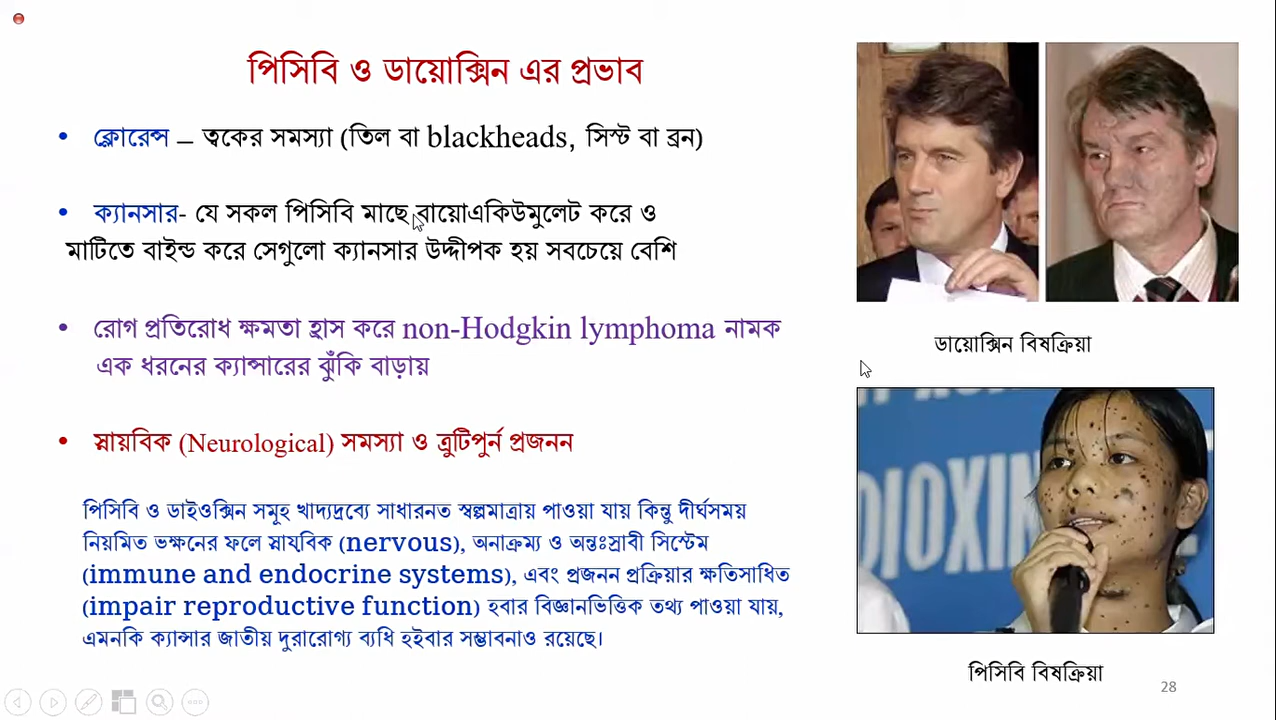 পিসিবি ও ডায়োক্সিন এর প্রভাব
• ক্লোরেন্স – ত্বকের সমস্যা (তিল বা blackheads, সিস্ট বা ব্রন)
• ক্যানসার- যে সকল পিসিবি মাছে বায়োএকিউমুলেট করে ও
মাটিতে বাইন্ড করে সেগুলো ক্যানসার উদ্দীপক হয় সবচেয়ে বেশি
• রোগ প্রতিরোধ ক্ষমতা হ্রাস করে non-Hodgkin lymphoma নামক
এক ধরনের ক্যান্সারের ঝুঁকি বাড়ায়
• স্নায়বিক (Neurological) সমস্যা ও ত্রুটিপুর্ন প্রজনন
পিসিবি ও ডাইওক্সিন সমূহ খাদ্যদ্রব্যে সাধারনত স্বল্পমাত্রায় পাওয়া যায় কিন্তু দীর্ঘসময়
নিয়মিত ভক্ষনের ফলে স্নাযবিক (nervous), অনাক্রম্য ও অন্তঃস্রাবী সিস্টেম
(immune and endocrine systems), এবং প্রজনন প্রক্রিয়ার ক্ষতিসাধিত
(impair reproductive function) হবার বিজ্ঞানভিত্তিক তথ্য পাওয়া যায়,
এমনকি ক্যান্সার জাতীয় দুরারোগ্য ব্যধি হইবার সম্ভাবনাও রয়েছে।
ডায়োক্সিন বিষক্রিয়া
DIOXIN
পিসিবি বিষক্রিয়া
28